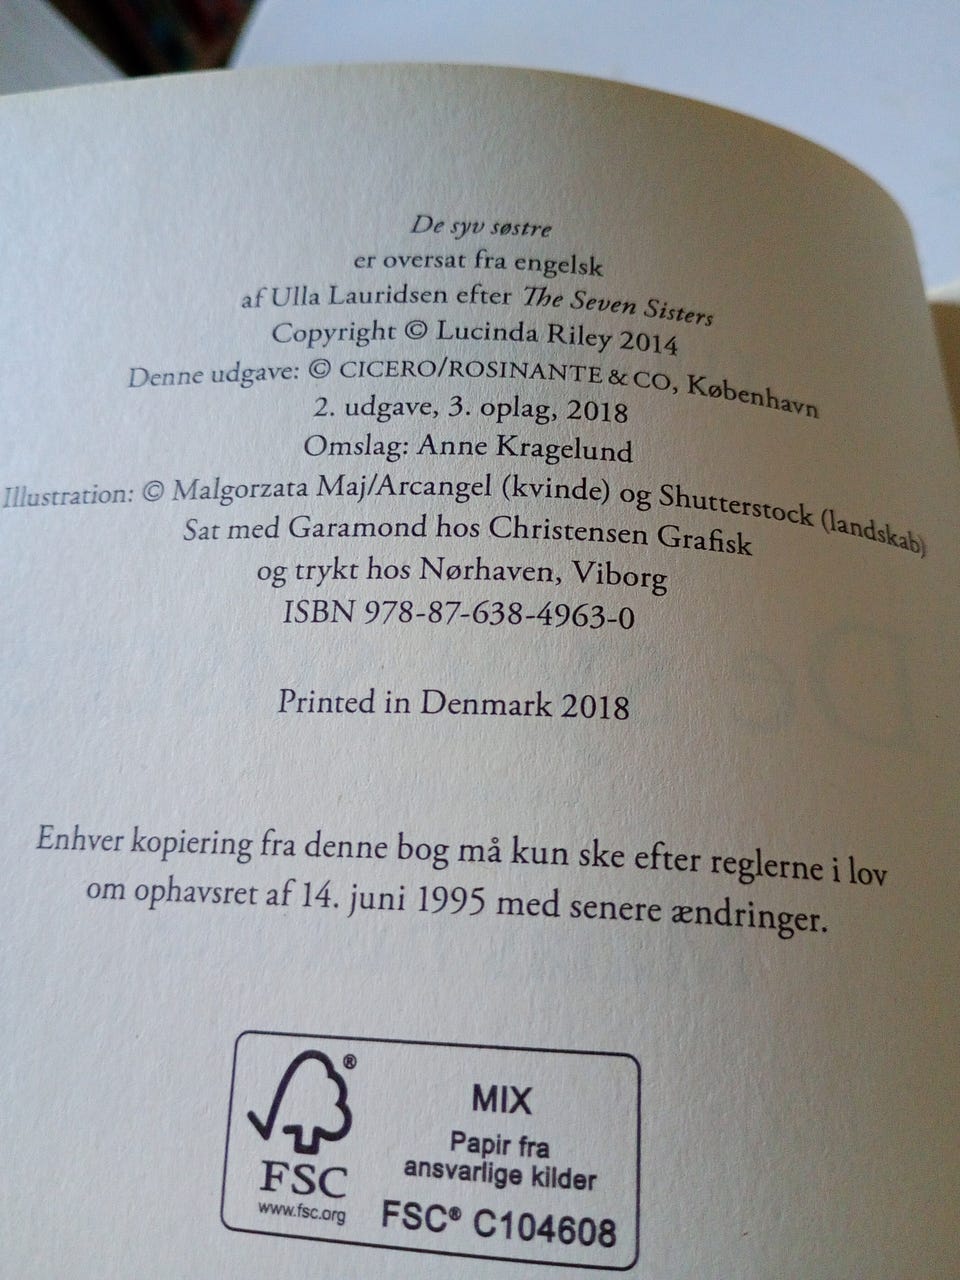 De syv søstre
er oversat fra engelsk
af Ulla Lauridsen efter The Seven Sisters
Copyright © Lucinda Riley 2014
Denne udgave: © CICERO/ROSINANTE & CO, København
2. udgave, 3. oplag, 2018
Omslag: Anne Kragelund
Illustration: © Malgorzata Maj/Arcangel (kvinde) og Shutterstock (landskab)
Sat med Garamond hos Christensen Grafisk
og trykt hos Nørhaven, Viborg
ISBN 978-87-638-4963-0
Printed in Denmark 2018
Enhver kopiering fra denne bog må kun ske efter reglerne i lov
om ophavsret af 14. juni 1995 med senere ændringer.
®
FSC
www.fsc.org
MIX
Papir fra
ansvarlige kilder
FSC® C104608